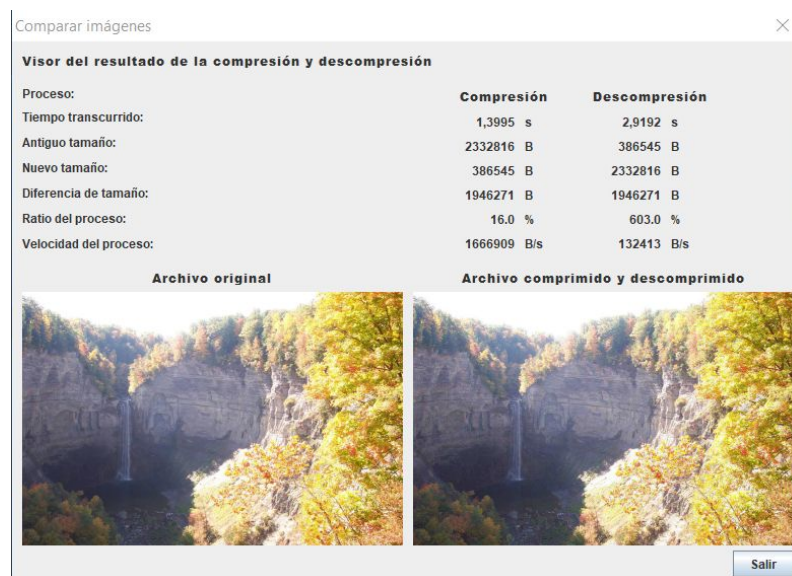 Comparar imágenes
Visor del resultado de la compresión y descompresión
Proceso: Compresión Descompresión
Tiempo transcurrido: 1,3995 s 2,9192 s
Antiguo tamaño: 2332816 B 386545 B
Nuevo tamaño: 386545 B 2332816 B
Diferencia de tamaño: 1946271 B 1946271 B
Ratio del proceso: 16.0 % 603.0 %
Velocidad del proceso: 1666909 B/s 132413 B/s
Archivo original Archivo comprimido y descomprimido
Salir